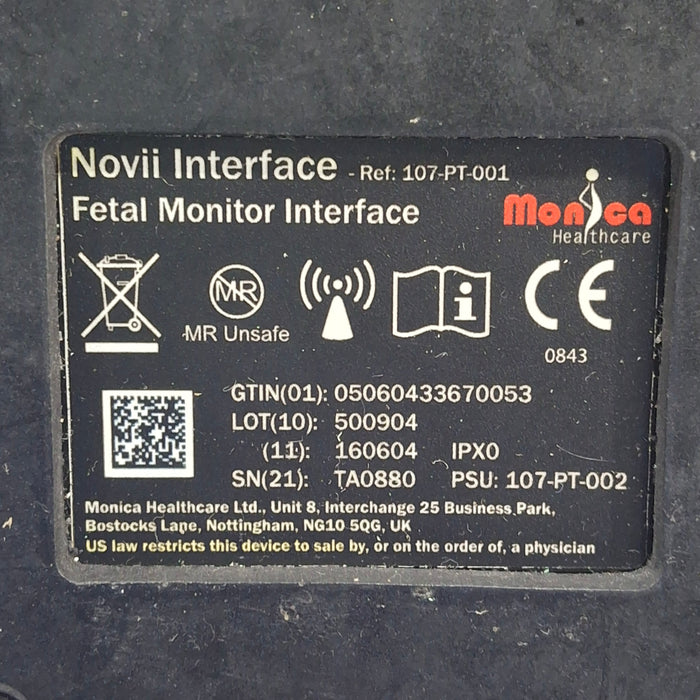 Novii Interface - Ref: 107-PT-001
Fetal Monitor Interface
Monica
Healthcare
MR
MR Unsafe
i
CE
0843
GTIN(01): 05060433670053
LOT(10): 500904
(11): 160604 IPX0
SN(21): TA0880 PSU: 107-PT-002
Monica Healthcare Ltd., Unit 8, Interchange 25 Business Park,
Bostocks Lane, Nottingham, NG10 5QG, UK
US law restricts this device to sale by, or on the order of, a physician